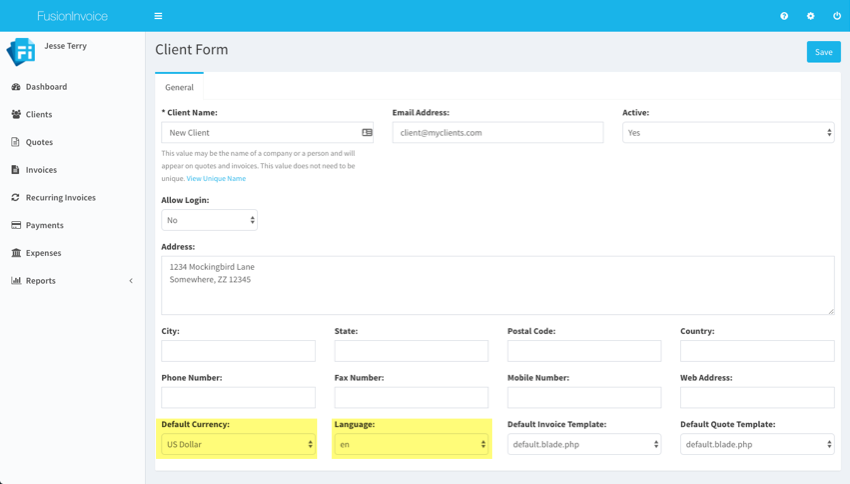 FusionInvoice
Jesse Terry
Dashboard
Clients
Quotes
Invoices
Recurring Invoices
Payments
Expenses
Reports
Client Form
Save
General
* Client Name:
New Client
This value may be the name of a company or a person and will
appear on quotes and invoices. This value does not need to be
unique. View Unique Name
Email Address:
client@myclients.com
Active:
Yes
Allow Login:
No
Address:
1234 Mockingbird Lane
Somewhere, ZZ 12345
City:
State:
Postal Code:
Country:
Phone Number:
Fax Number:
Mobile Number:
Web Address:
Default Currency:
US Dollar
Language:
en
Default Invoice Template:
default.blade.php
Default Quote Template:
default.blade.php